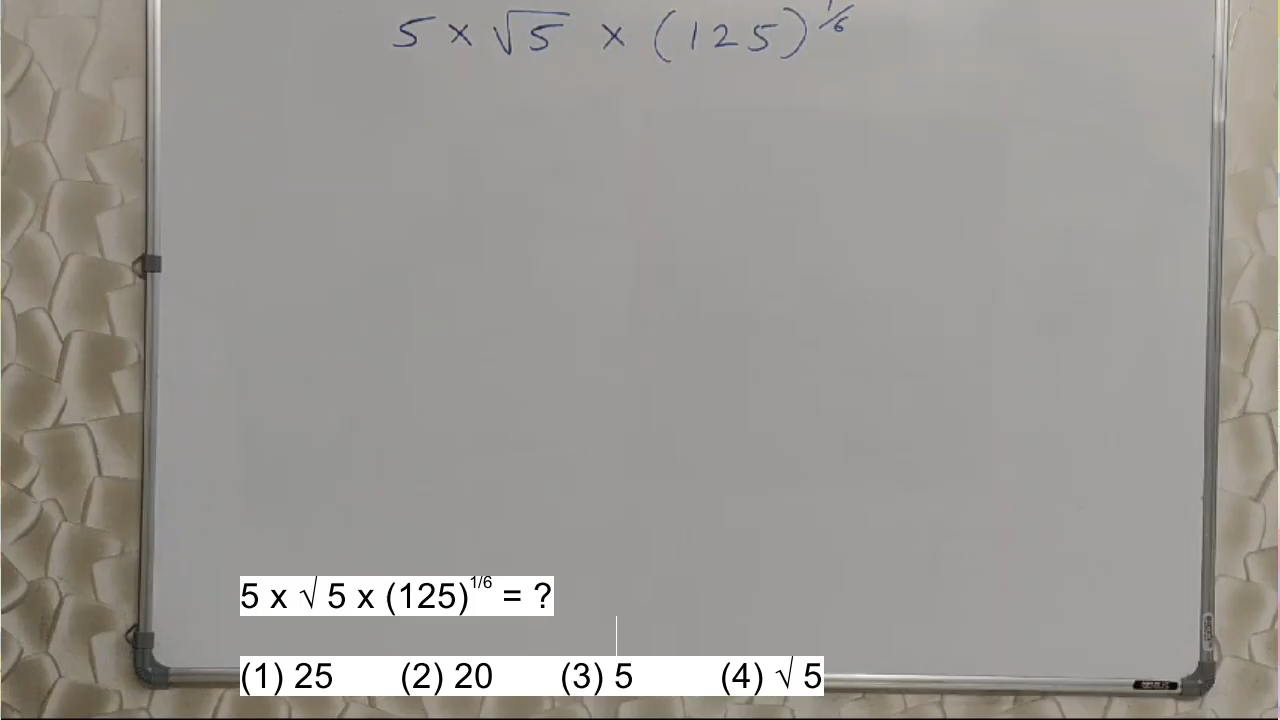 5 × √5 × (125)^1/6
5 x √ 5 x (125)^1/6 = ?
(1) 25 (2) 20 (3) 5 (4) √ 5